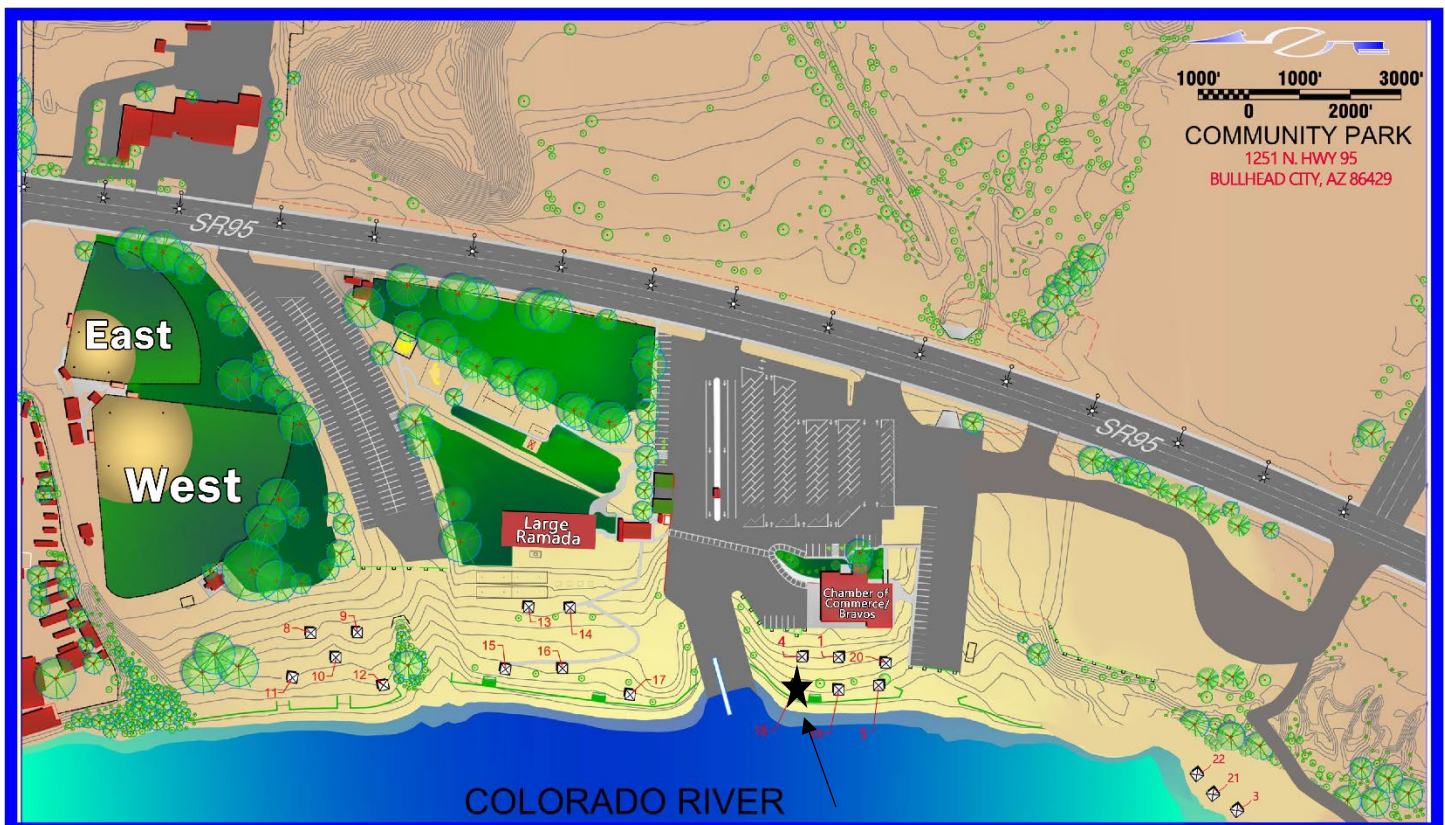 1000' 1000' 3000'
0 2000'
COMMUNITY PARK
1251 N. HWY 95
BULLHEAD CITY, AZ 86429
SR95
East
West
SR95
Large
Ramada
Chamber of
Commerce/
Bravos
13
14
8
9
4
1
20
15
16
10
11
12
17
18
5
22
21
3
COLORADO RIVER